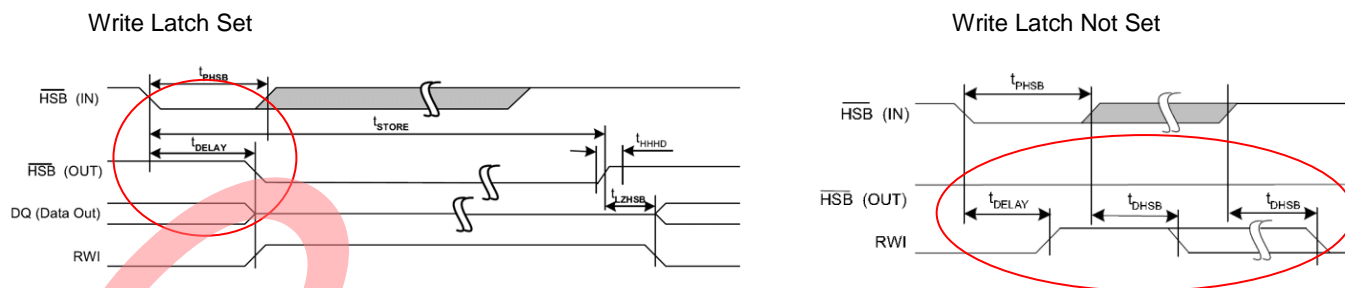 Write Latch Set
tPHSB
HSB (IN)
tSTORE
tDELAY
tHHHD
HSB (OUT)
tLZHSB
DQ (Data Out)
RWI
Write Latch Not Set
tPHSB
HSB (IN)
HSB (OUT)
tDELAY
tDHSB
tDHSB
RWI